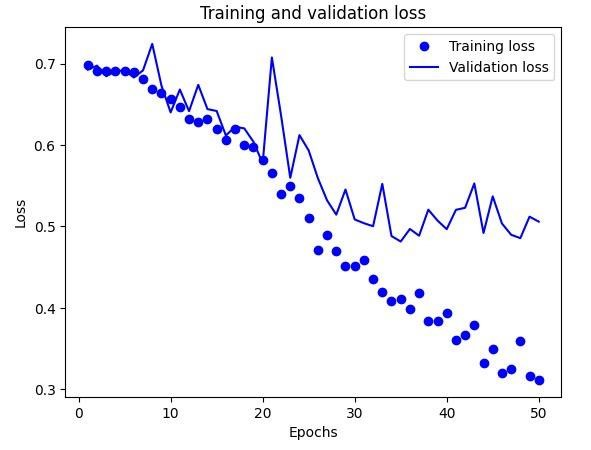 Training and validation loss
Training loss
Validation loss
0.7
0.6
0.5
0.4
0.3
Loss
0
10
20
30
40
50
Epochs